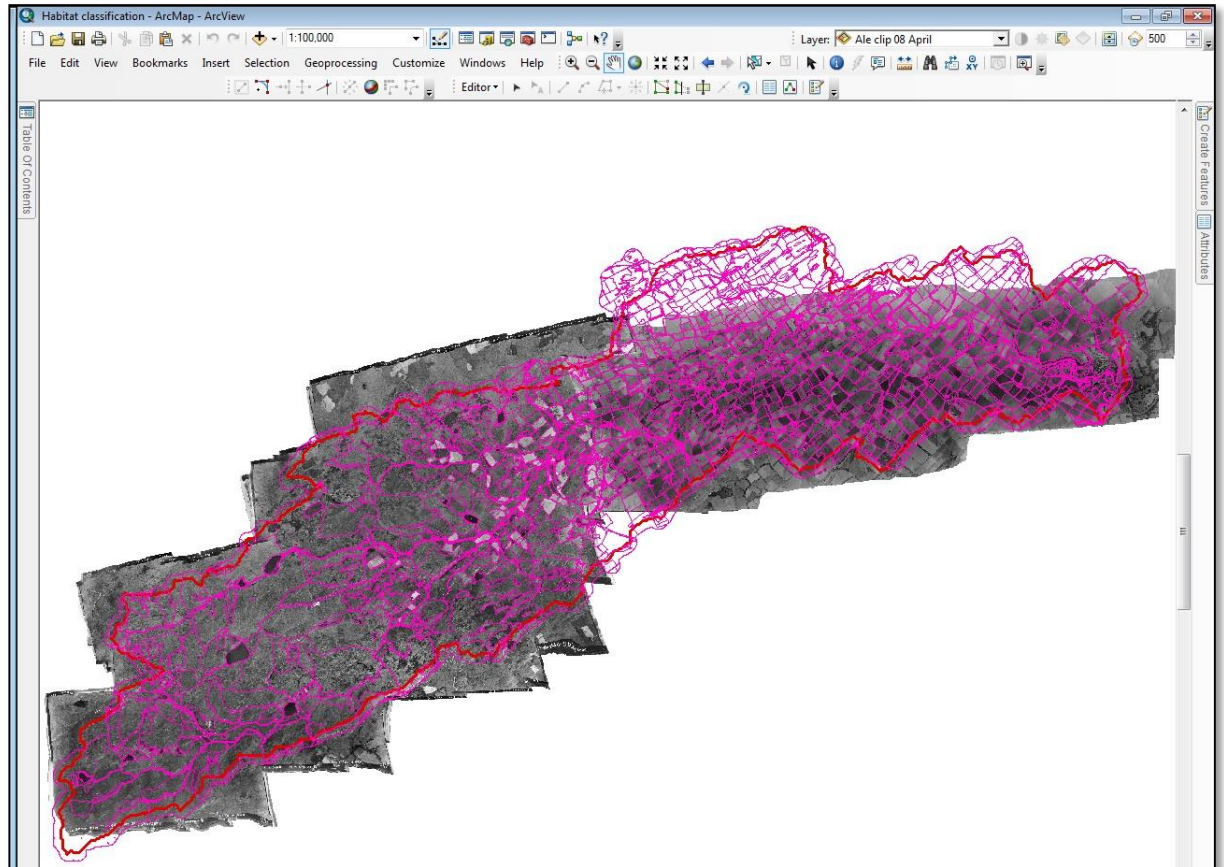 Habitat classification - ArcMap - ArcView
1:100,000
Layer: Ale clip 08 April
500
File Edit View Bookmarks Insert Selection Geoprocessing Customize Windows Help
Editor
Table Of Contents
Create Features
Attributes